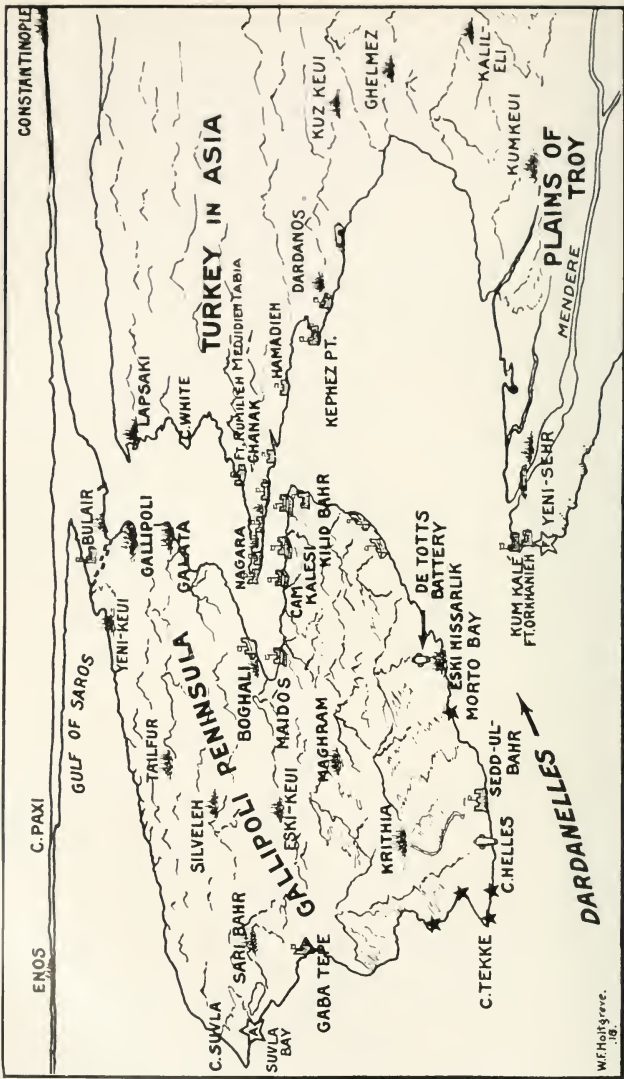 ENOS
C. PAXI
CONSTANTINOPLE
GULF OF SAROS
BULAIR
YENI-KEUI
GALLIPOLI
GALATA
LAPSAKI
C. WHITE
TURKEY IN ASIA
TAILFUR
SILVELEH
GALLIPOLI PENINSULA
BOGHALI
MAIDOS
ESKI-KEUI
MAGHRAM
NAGARA
CAM
KALESI
KILID BAHR
FT. RUMILIEH MEDJIDIEH TABIA
CHANAK
HAMADIEH
DARDANOS
KEPHEZ PT.
KUZ KEUI
GHELMEZ
KALIL-
ELI
KUMKEUI
PLAINS OF
TROY
MENDERE
C. SUVLA
SUVLA
BAY
A
SARI BAHR
GABA TEPE
KRITHIA
DE TOTTS
BATTERY
ESKI HISSARLIK
MORTO BAY
SEDD-UL-
BAHR
C. HELLES
C. TEKKE
KUM KALE
FT. ORKHANIEH
F
YENI-SEHR
DARDANELLES
W.F. Holtgreve.
'18.